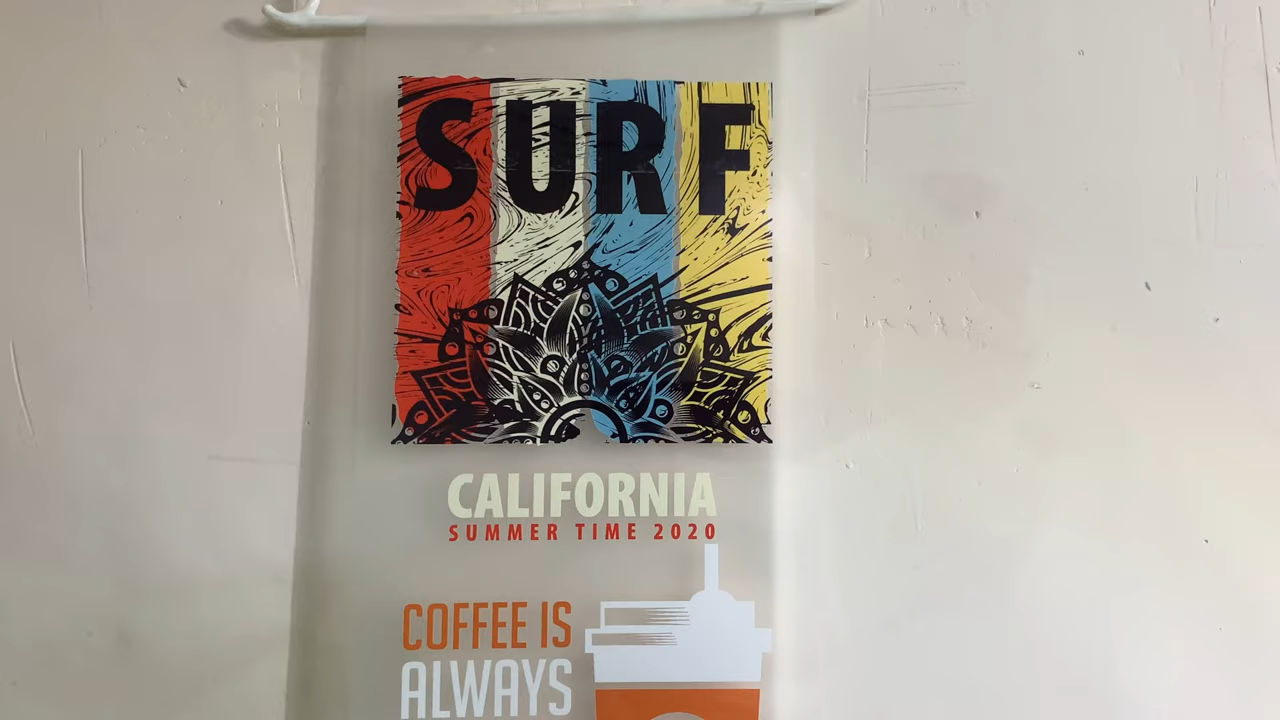 SURF
CALIFORNIA
SUMMER TIME 2020
COFFEE IS
ALWAYS